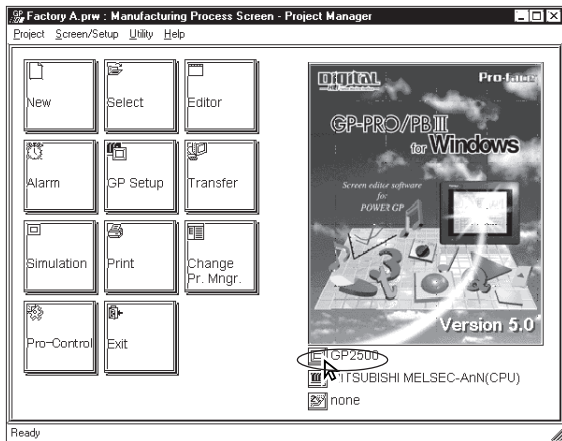 Factory A.prw : Manufacturing Process Screen - Project Manager
Project Screen/Setup Utility Help
New
Select
Editor
Alarm
GP Setup
Transfer
Simulation
Print
Change
Pr. Mngr.
Pro-Control
Exit
Digital
Pro-face
GP-PRO/PBIII
for Windows
Screen editor software
for
POWER GP
Version 5.0
GP2500
MITSUBISHI MELSEC-AnN(CPU)
none
Ready